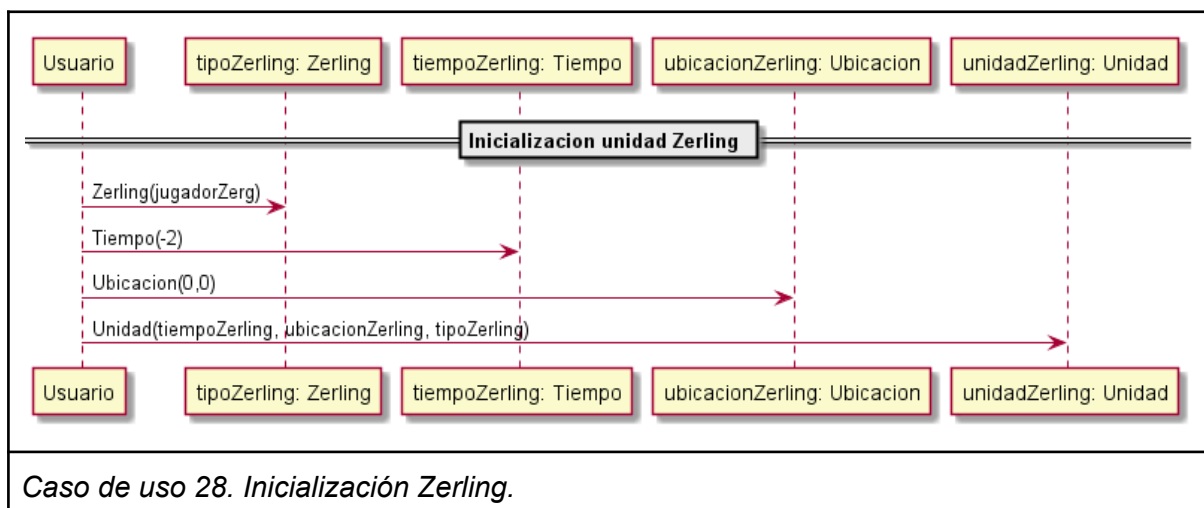 Usuario
tipoZerling: Zerling
tiempoZerling: Tiempo
ubicacionZerling: Ubicacion
unidadZerling: Unidad
Inicializacion unidad Zerling
Zerling(jugadorZerg)
Tiempo(-2)
Ubicacion(0,0)
Unidad(tiempoZerling, ubicacionZerling, tipoZerling)
Usuario
tipoZerling: Zerling
tiempoZerling: Tiempo
ubicacionZerling: Ubicacion
unidadZerling: Unidad
Caso de uso 28. Inicialización Zerling.